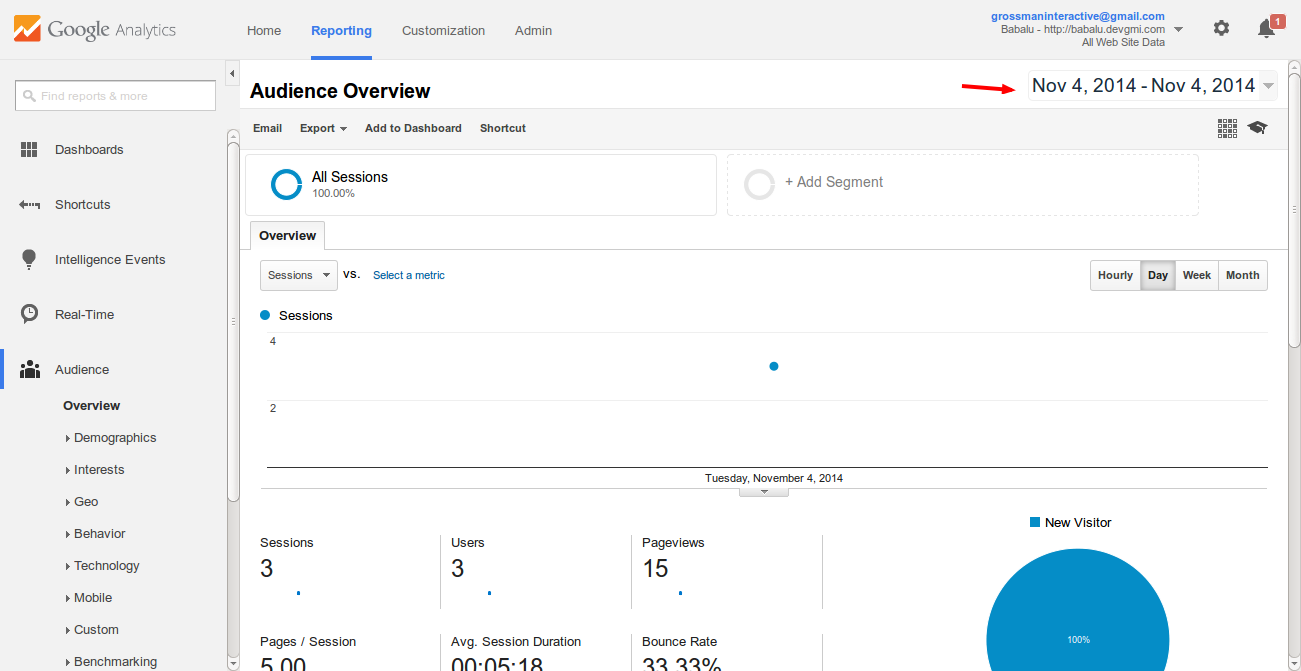 Google Analytics
Home Reporting Customization Admin
grossmaninteractive@gmail.com
Babalu - http://babalu.devgmi.com
All Web Site Data
1
Find reports & more
Dashboards
Shortcuts
Intelligence Events
Real-Time
Audience
Overview
Demographics
Interests
Geo
Behavior
Technology
Mobile
Custom
Benchmarking
Audience Overview
Nov 4, 2014 - Nov 4, 2014
Email Export Add to Dashboard Shortcut
All Sessions
100.00%
+ Add Segment
Overview
Sessions vs. Select a metric
Hourly Day Week Month
Sessions
4
2
Tuesday, November 4, 2014
Sessions
3
Users
3
Pageviews
15
Pages / Session
5.00
Avg. Session Duration
00:05:18
Bounce Rate
33.33%
New Visitor
100%